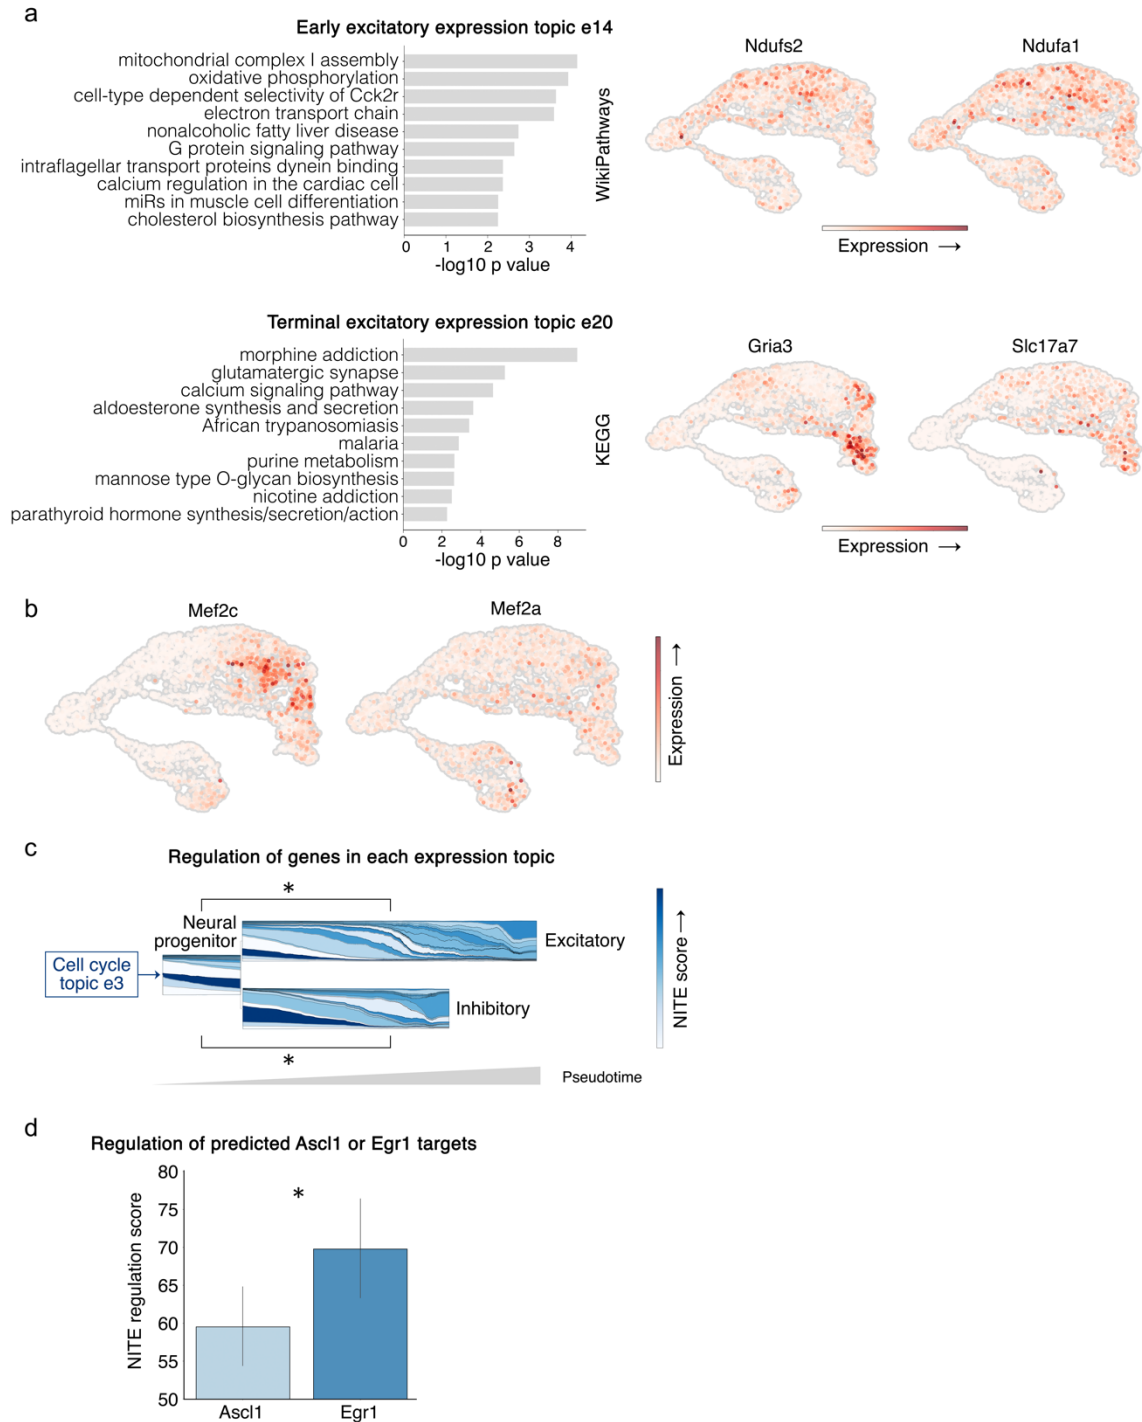 a
Early excitatory expression topic e14
mitochondrial complex I assembly
oxidative phosphorylation
cell-type dependent selectivity of Cck2r
electron transport chain
nonalcoholic fatty liver disease
G protein signaling pathway
intraflagellar transport proteins dynein binding
calcium regulation in the cardiac cell
miRs in muscle cell differentiation
cholesterol biosynthesis pathway
0 1 2 3 4
-log10 p value
WikiPathways
Ndufs2
Ndufa1
Expression →
Terminal excitatory expression topic e20
morphine addiction
glutamatergic synapse
calcium signaling pathway
aldoesterone synthesis and secretion
African trypanosomiasis
malaria
purine metabolism
mannose type O-glycan biosynthesis
nicotine addiction
parathyroid hormone synthesis/secretion/action
0 2 4 6 8
-log10 p value
KEGG
Gria3
Slc17a7
Expression →
b
Mef2c
Mef2a
Expression →
c
Regulation of genes in each expression topic
*
Neural
progenitor
Cell cycle
topic e3
Excitatory
Inhibitory
*
Pseudotime
NITE score→
d
Regulation of predicted Ascl1 or Egr1 targets
NITE regulation score
80
75
70
65
60
55
50
*
Ascl1
Egr1